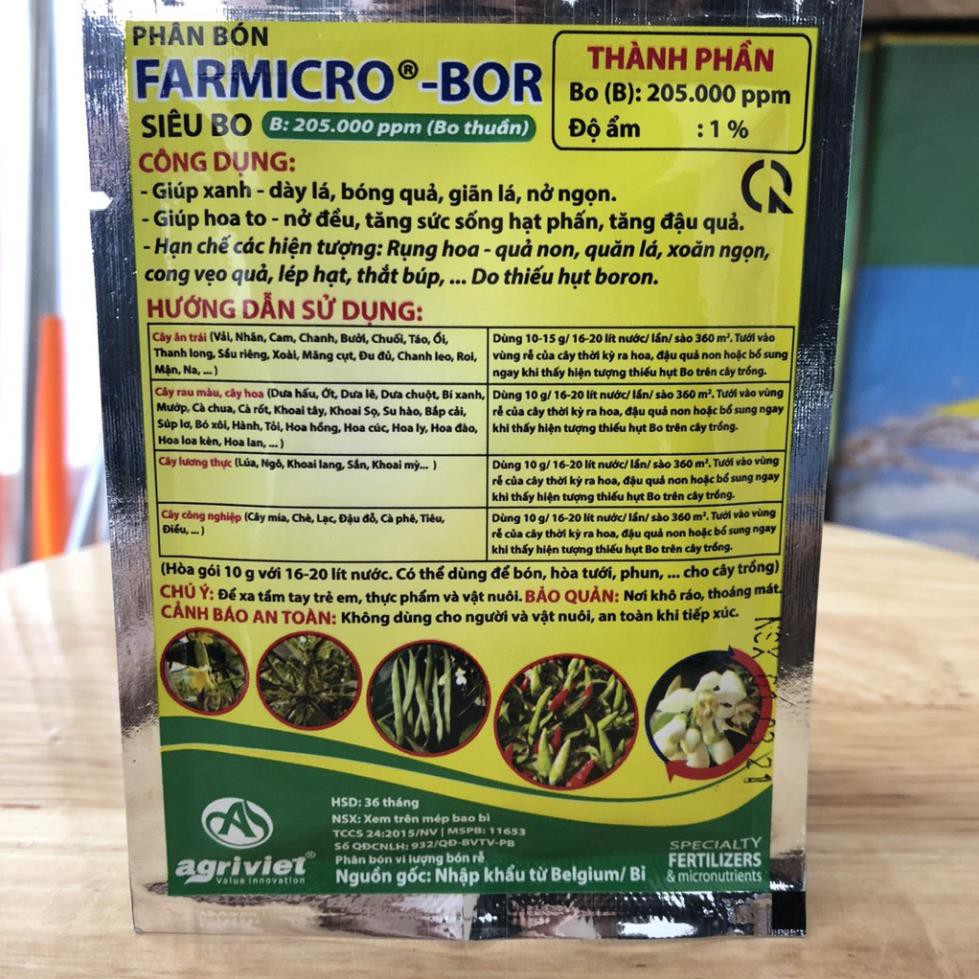 PHÂN BÓN
FARMICRO®-BOR
SIÊU BO B: 205.000 ppm (Bo thuần)
THÀNH PHẦN
Bo (B): 205.000 ppm
Độ ẩm : 1 %
CÔNG DỤNG:
- Giúp xanh - dày lá, bóng quả, giãn lá, nở ngọn.
- Giúp hoa to - nở đều, tăng sức sống hạt phấn, tăng đậu quả.
- Hạn chế các hiện tượng: Rụng hoa - quả non, quăn lá, xoăn ngọn,
cong vẹo quả, lép hạt, thắt búp, ... Do thiếu hụt boron.
HƯỚNG DẪN SỬ DỤNG:
Cây ăn trái (Vải, Nhãn, Cam, Chanh, Bưởi, Chuối, Táo, Ổi,
Thanh long, Sầu riêng, Xoài, Măng cụt, Đu đủ, Chanh leo, Roi,
Mận, Na, ... )
Dùng 10-15 g/ 16-20 lít nước/ lần/ sào 360 m². Tưới vào
vùng rễ của cây thời kỳ ra hoa, đậu quả non hoặc bổ sung
ngay khi thấy hiện tượng thiếu hụt Bo trên cây trồng.
Cây rau màu, cây hoa (Dưa hấu, Ớt, Dưa lê, Dưa chuột, Bí xanh,
Mướp, Cà chua, Cà rốt, Khoai tây, Khoai Sọ, Su hào, Bắp cải,
Súp lơ, Bó xôi, Hành, Tỏi, Hoa hồng, Hoa cúc, Hoa ly, Hoa đào,
Hoa loa kèn, Hoa lan, ... )
Dùng 10 g/ 16-20 lít nước/ lần/ sào 360 m². Tưới vào vùng
rễ của cây thời kỳ ra hoa, đậu quả non hoặc bổ sung ngay
khi thấy hiện tượng thiếu hụt Bo trên cây trồng.
Cây lương thực (Lúa, Ngô, Khoai lang, Sắn, Khoai mỳ... )
Dùng 10 g/ 16-20 lít nước/ lần/ sào 360 m². Tưới vào vùng
rễ của cây thời kỳ ra hoa, đậu quả non hoặc bổ sung ngay
khi thấy hiện tượng thiếu hụt Bo trên cây trồng.
Cây công nghiệp (Cây mía, Chè, Lạc, Đậu đỗ, Cà phê, Tiêu,
Điều, ... )
Dùng 10 g/ 16-20 lít nước/ lần/ sào 360 m². Tưới vào vùng
rễ của cây thời kỳ ra hoa, đậu quả non hoặc bổ sung ngay
khi thấy hiện tượng thiếu hụt Bo trên cây trồng.
(Hòa gói 10 g với 16-20 lít nước. Có thể dùng để bón, hòa tưới, phun, ... cho cây trồng)
CHÚ Ý: Để xa tầm tay trẻ em, thực phẩm và vật nuôi. BẢO QUẢN: Nơi khô ráo, thoáng mát.
CẢNH BÁO AN TOÀN: Không dùng cho người và vật nuôi, an toàn khi tiếp xúc.
agriviet®
Value Innovation
HSD: 36 tháng
NSX: Xem trên mép bao bì
TCCS 24:2015/NV | MSPB: 11653
Số QĐCNLH: 932/QĐ-BVTV-PB
Phân bón vi lượng bón rễ
Nguồn gốc: Nhập khẩu từ Belgium/ Bỉ
SPECIALTY
FERTILIZERS
& micronutrients